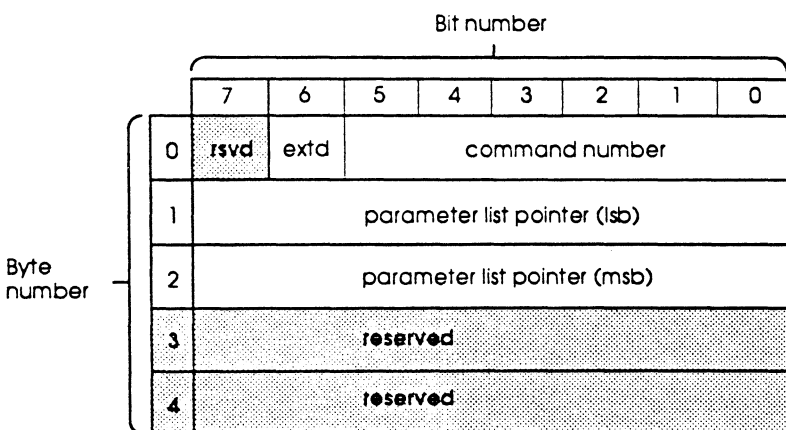 Bit number
7 6 5 4 3 2 1 0
0 rsvd extd command number
1 parameter list pointer (lsb)
Byte
number
2 parameter list pointer (msb)
3 reserved
4 reserved